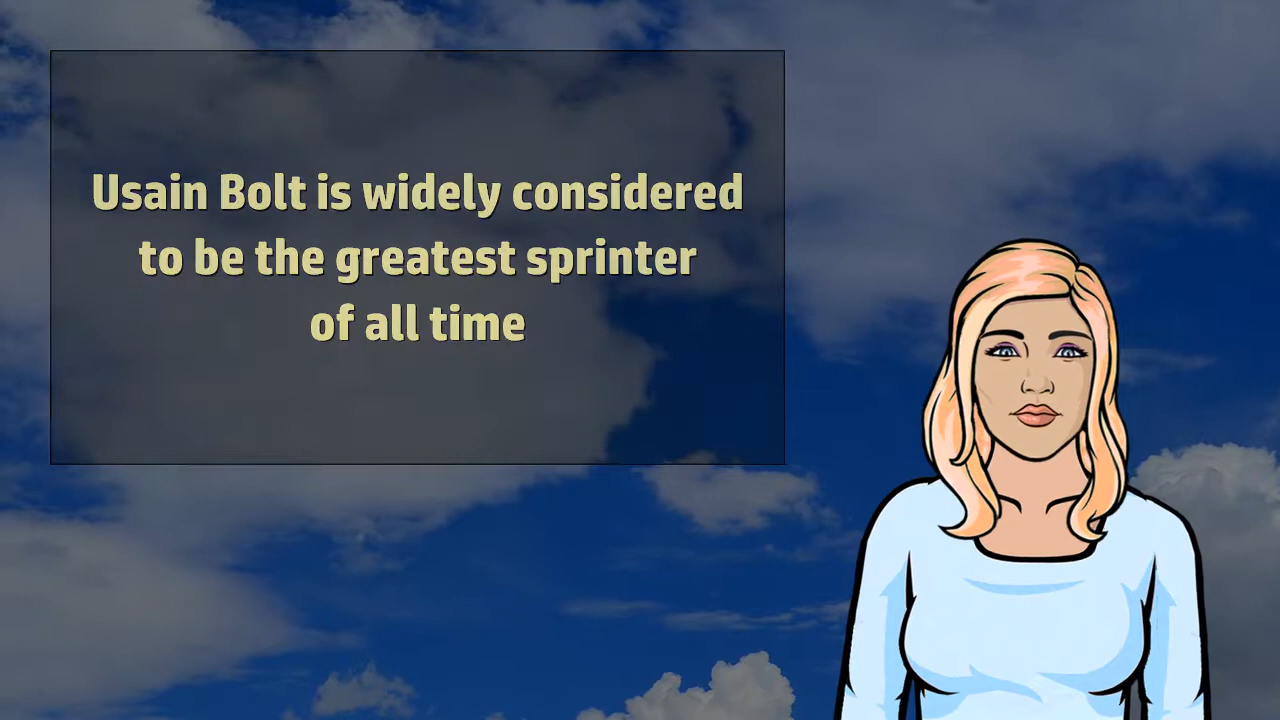 Usain Bolt is widely considered
to be the greatest sprinter
of all time